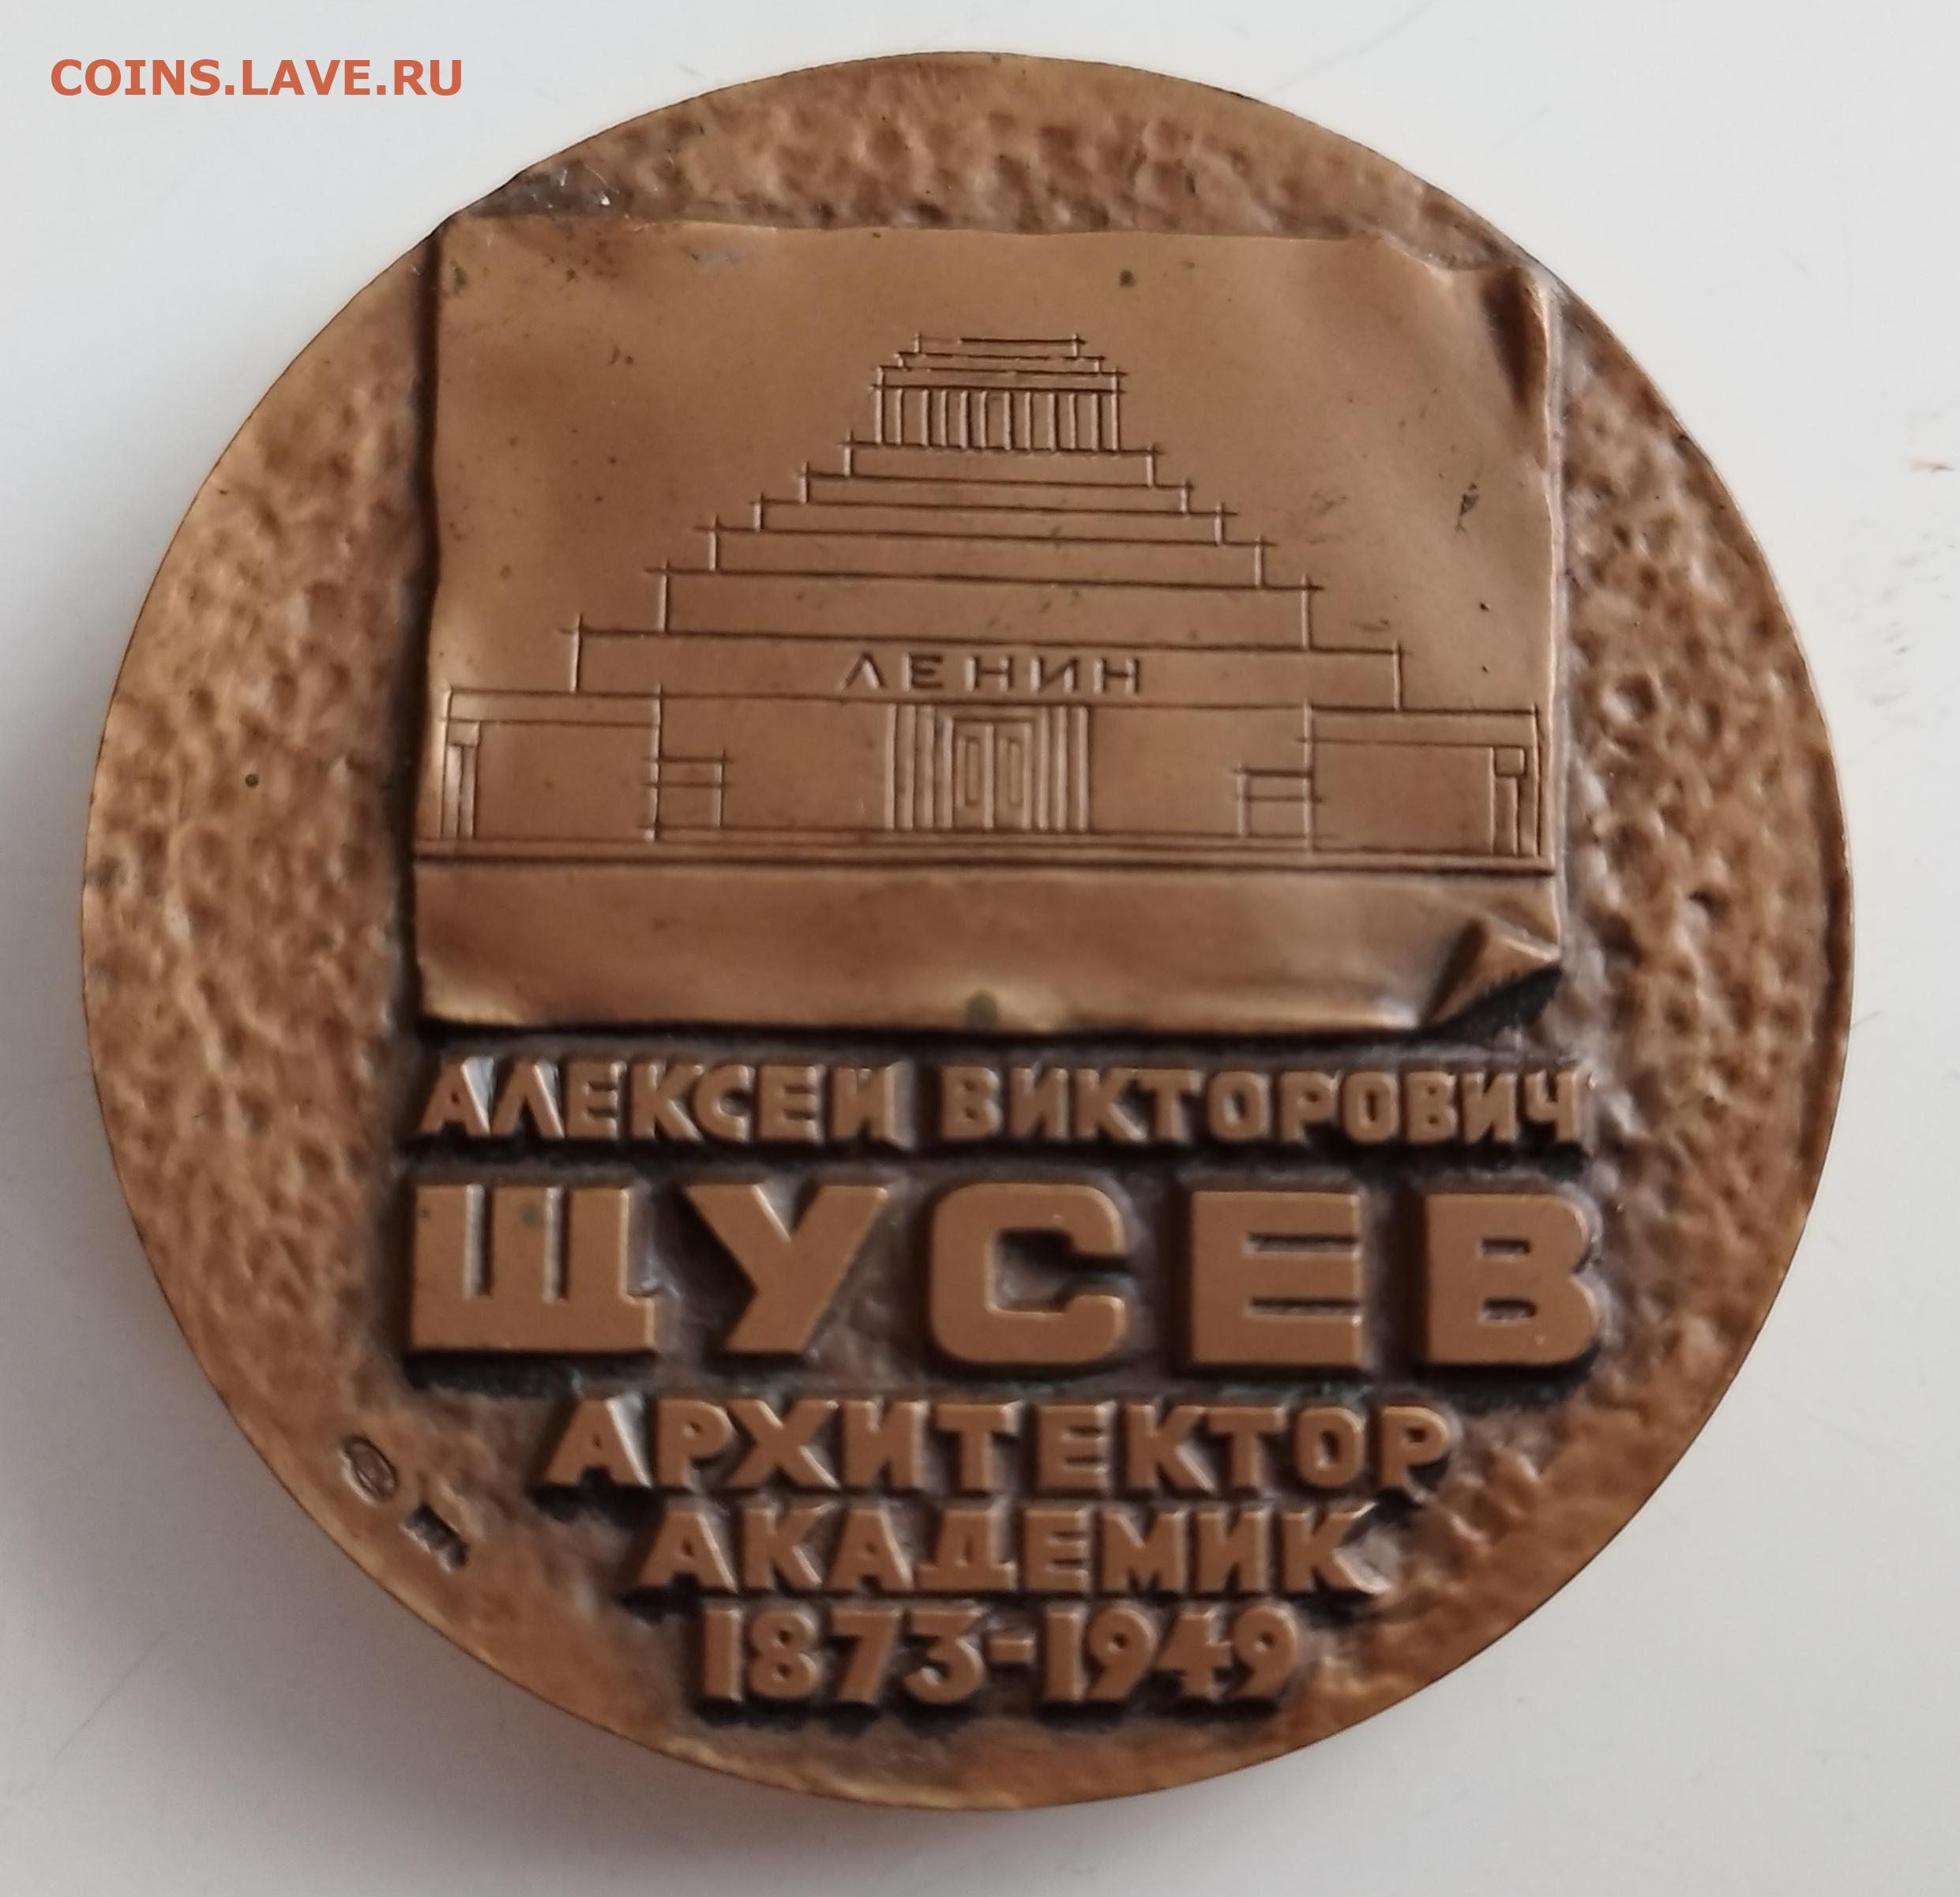 COINS.LAVE.RU
ЛЕНИН
АЛЕКСЕЙ ВИКТОРОВИЧ
ЩУСЕВ
АРХИТЕКТОР
АКАДЕМИК
1873-1949